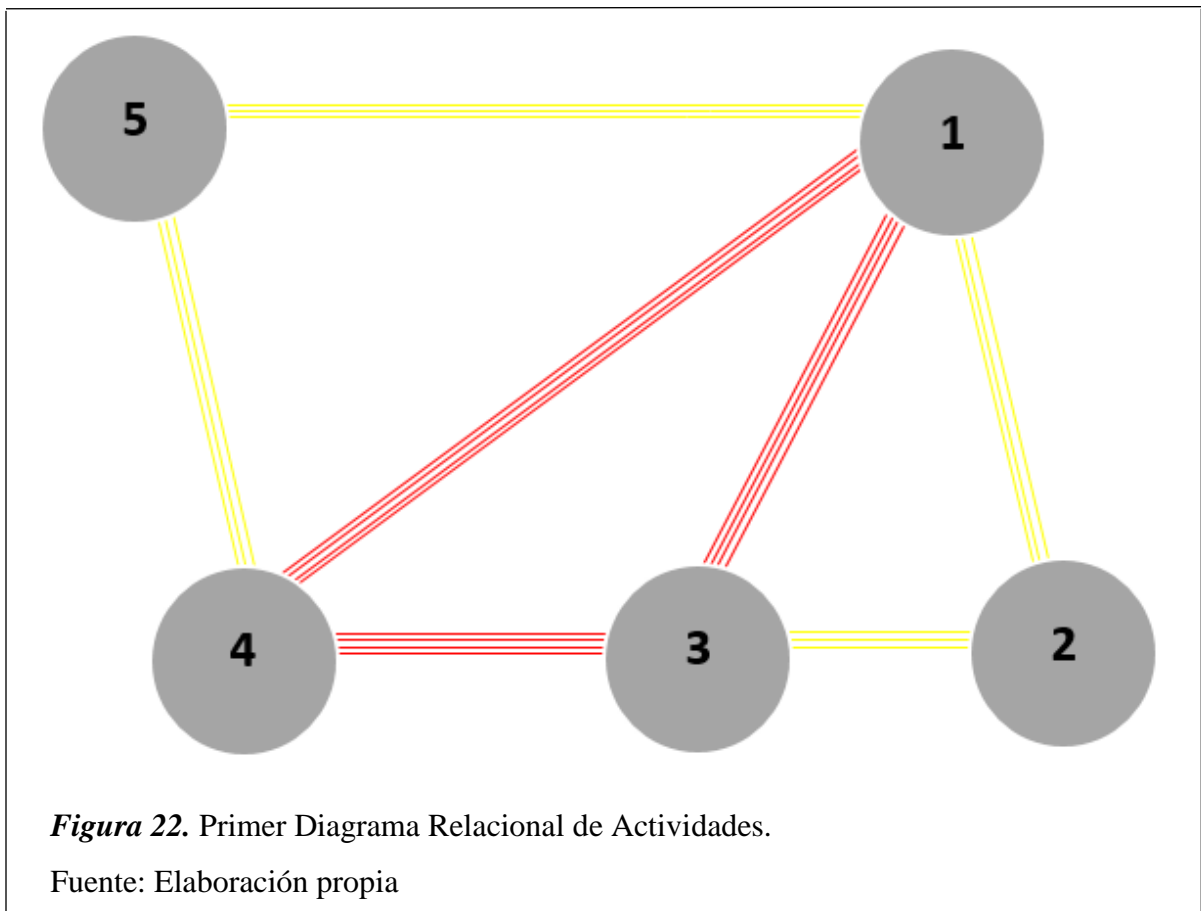 5
1
4
3
2
Figura 22. Primer Diagrama Relacional de Actividades.
Fuente: Elaboración propia